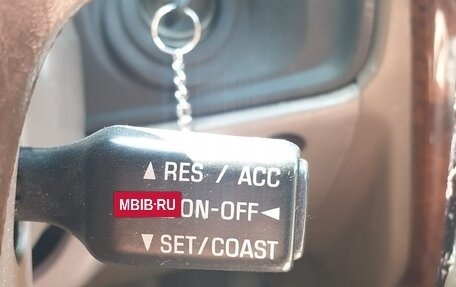 ▲ RES / ACC
MBIB·RU ON-OFF ◄
▼ SET/COAST